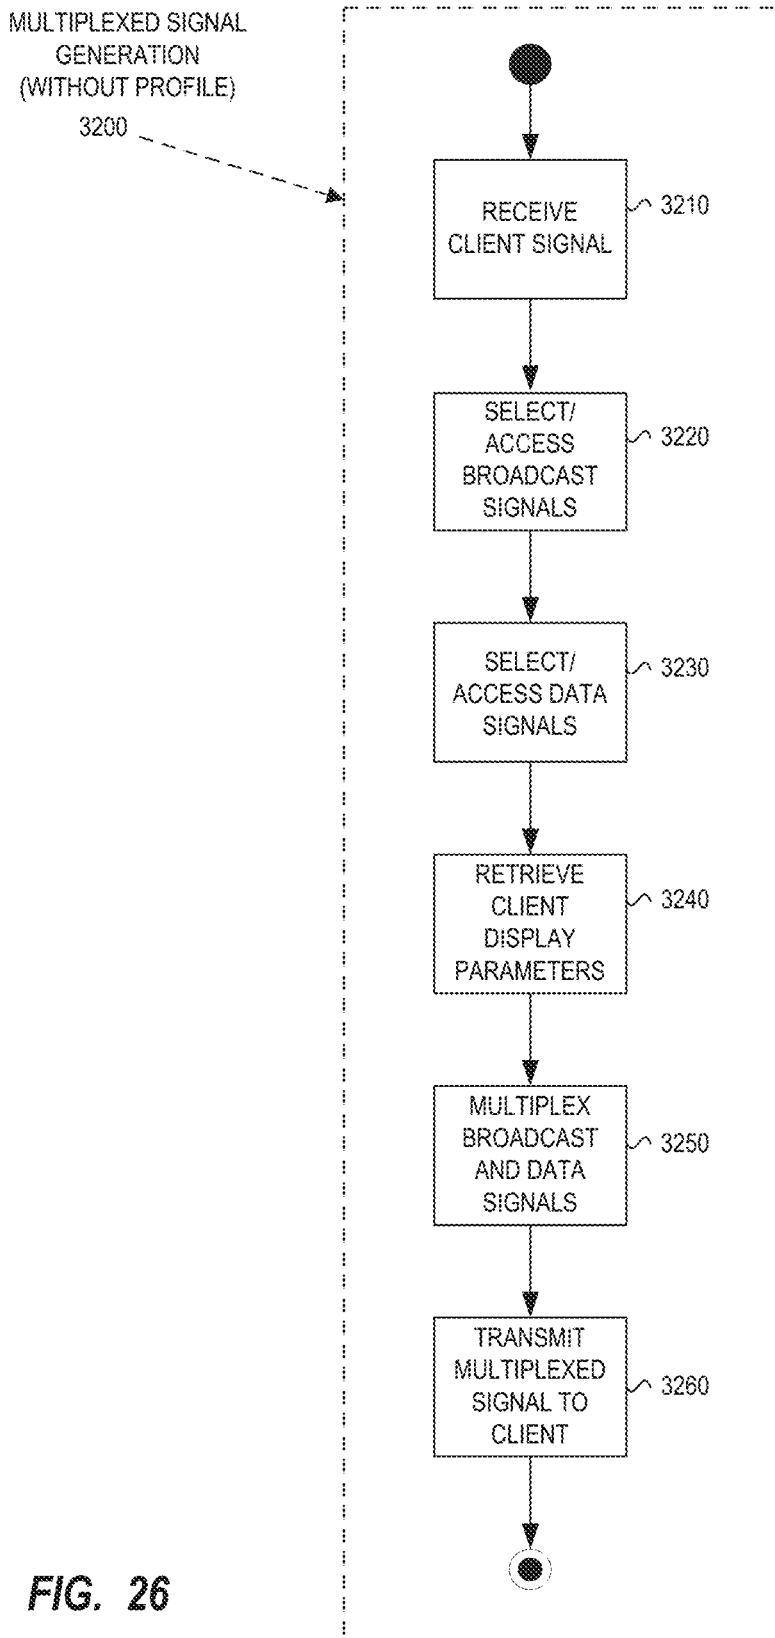 MULTIPLEXED SIGNAL
GENERATION
(WITHOUT PROFILE)
3200
RECEIVE
CLIENT SIGNAL
3210
SELECT/
ACCESS
BROADCAST
SIGNALS
3220
SELECT/
ACCESS DATA
SIGNALS
3230
RETRIEVE
CLIENT
DISPLAY
PARAMETERS
3240
MULTIPLEX
BROADCAST
AND DATA
SIGNALS
3250
TRANSMIT
MULTIPLEXED
SIGNAL TO
CLIENT
3260
FIG. 26